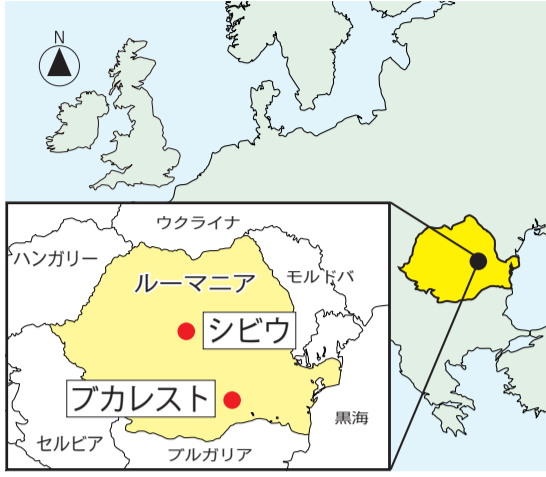 N
ウクライナ
ハンガリー
モルドバ
ルーマニア
シビウ
ブカレスト
黒海
セルビア
ブルガリア